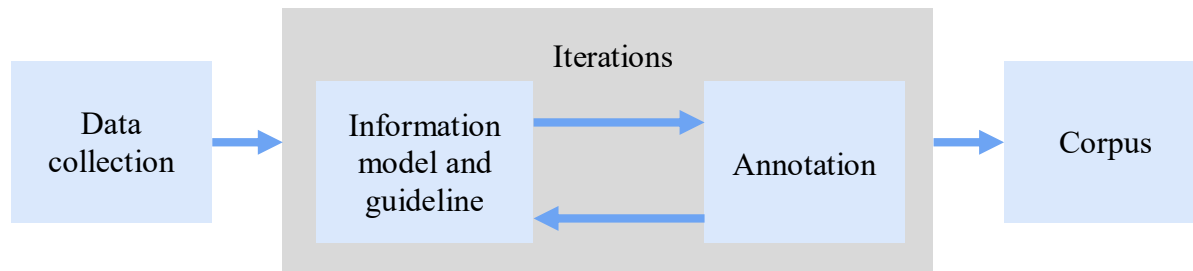 Iterations
Data
collection
Information
model and
guideline
Annotation
Corpus